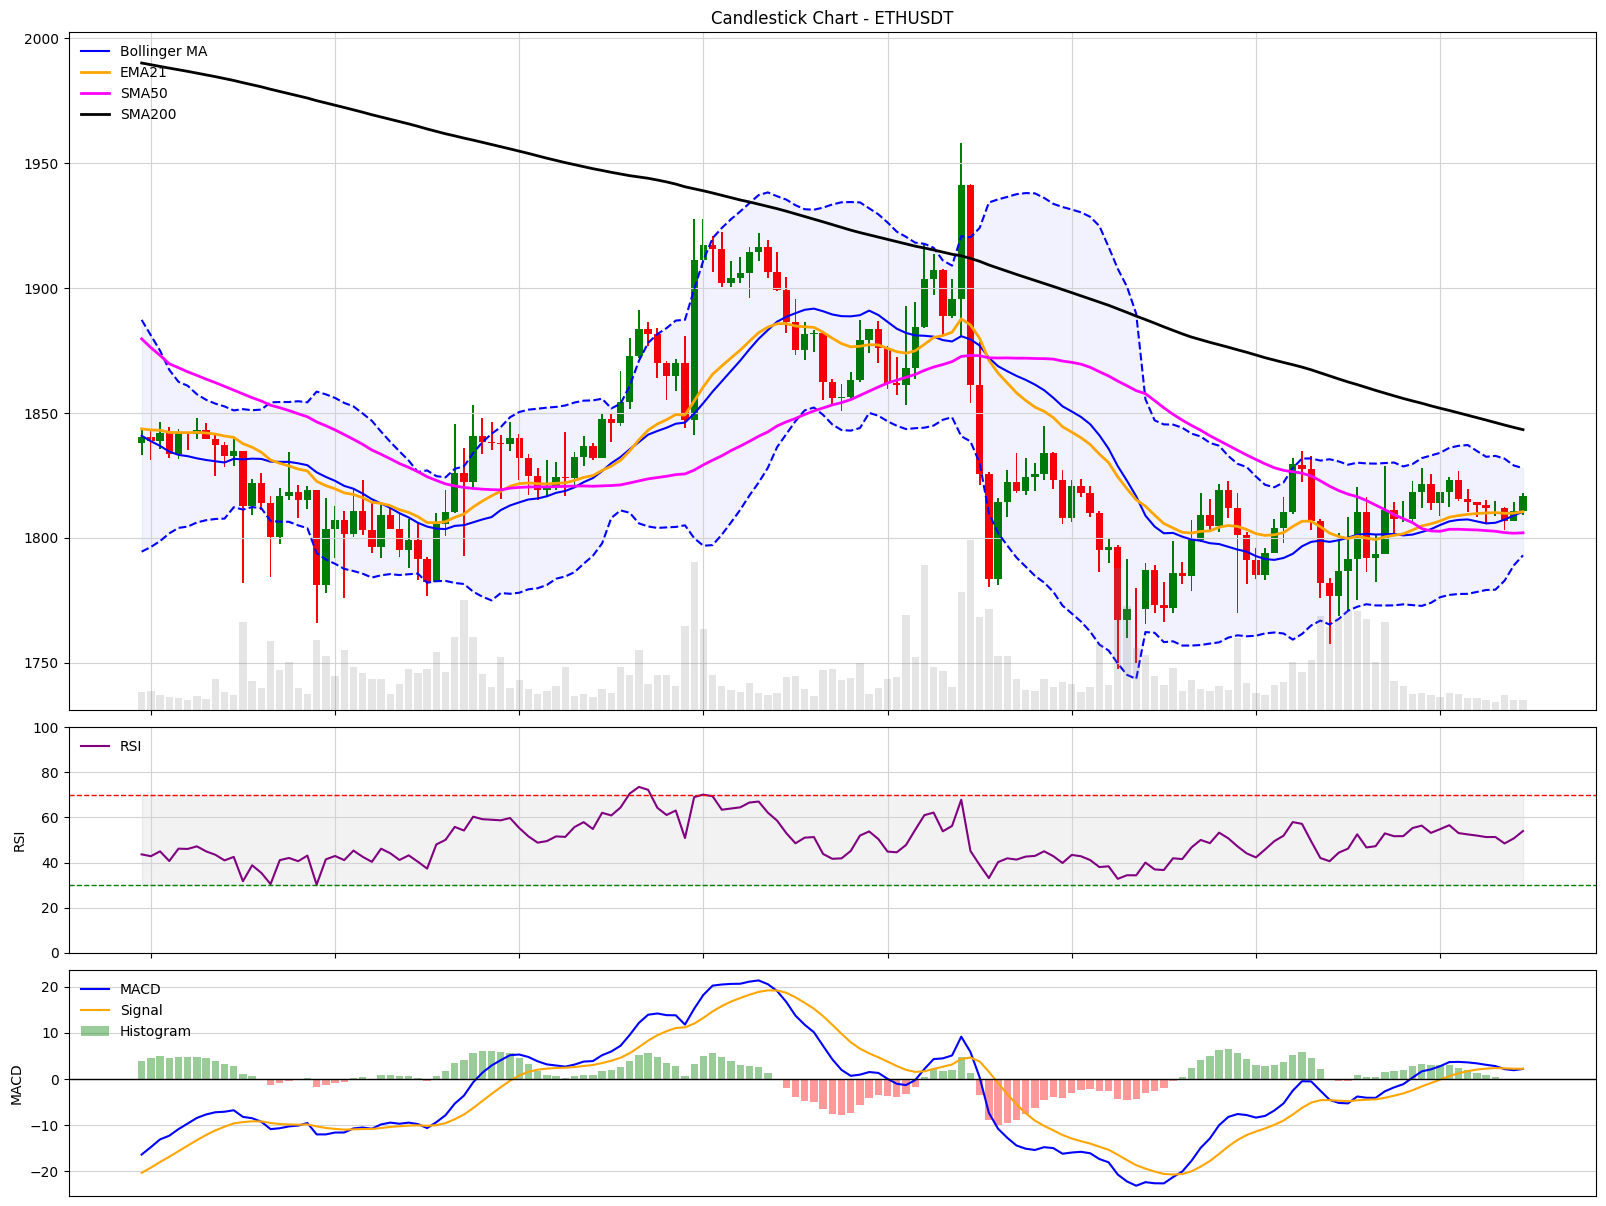 Candlestick Chart - ETHUSDT
2000
1950
1900
1850
1800
1750
Bollinger MA
EMA21
SMA50
SMA200
100
80
60
40
20
0
RSI
RSI
20
10
0
−10
−20
MACD
MACD
Signal
Histogram